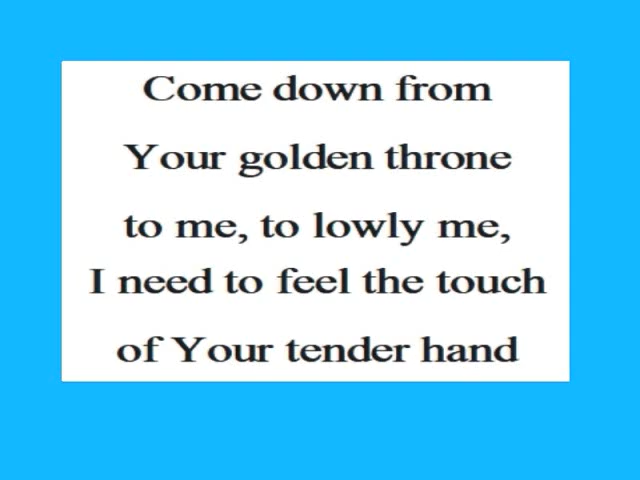 Come down from
Your golden throne
to me, to lowly me,
I need to feel the touch
of Your tender hand